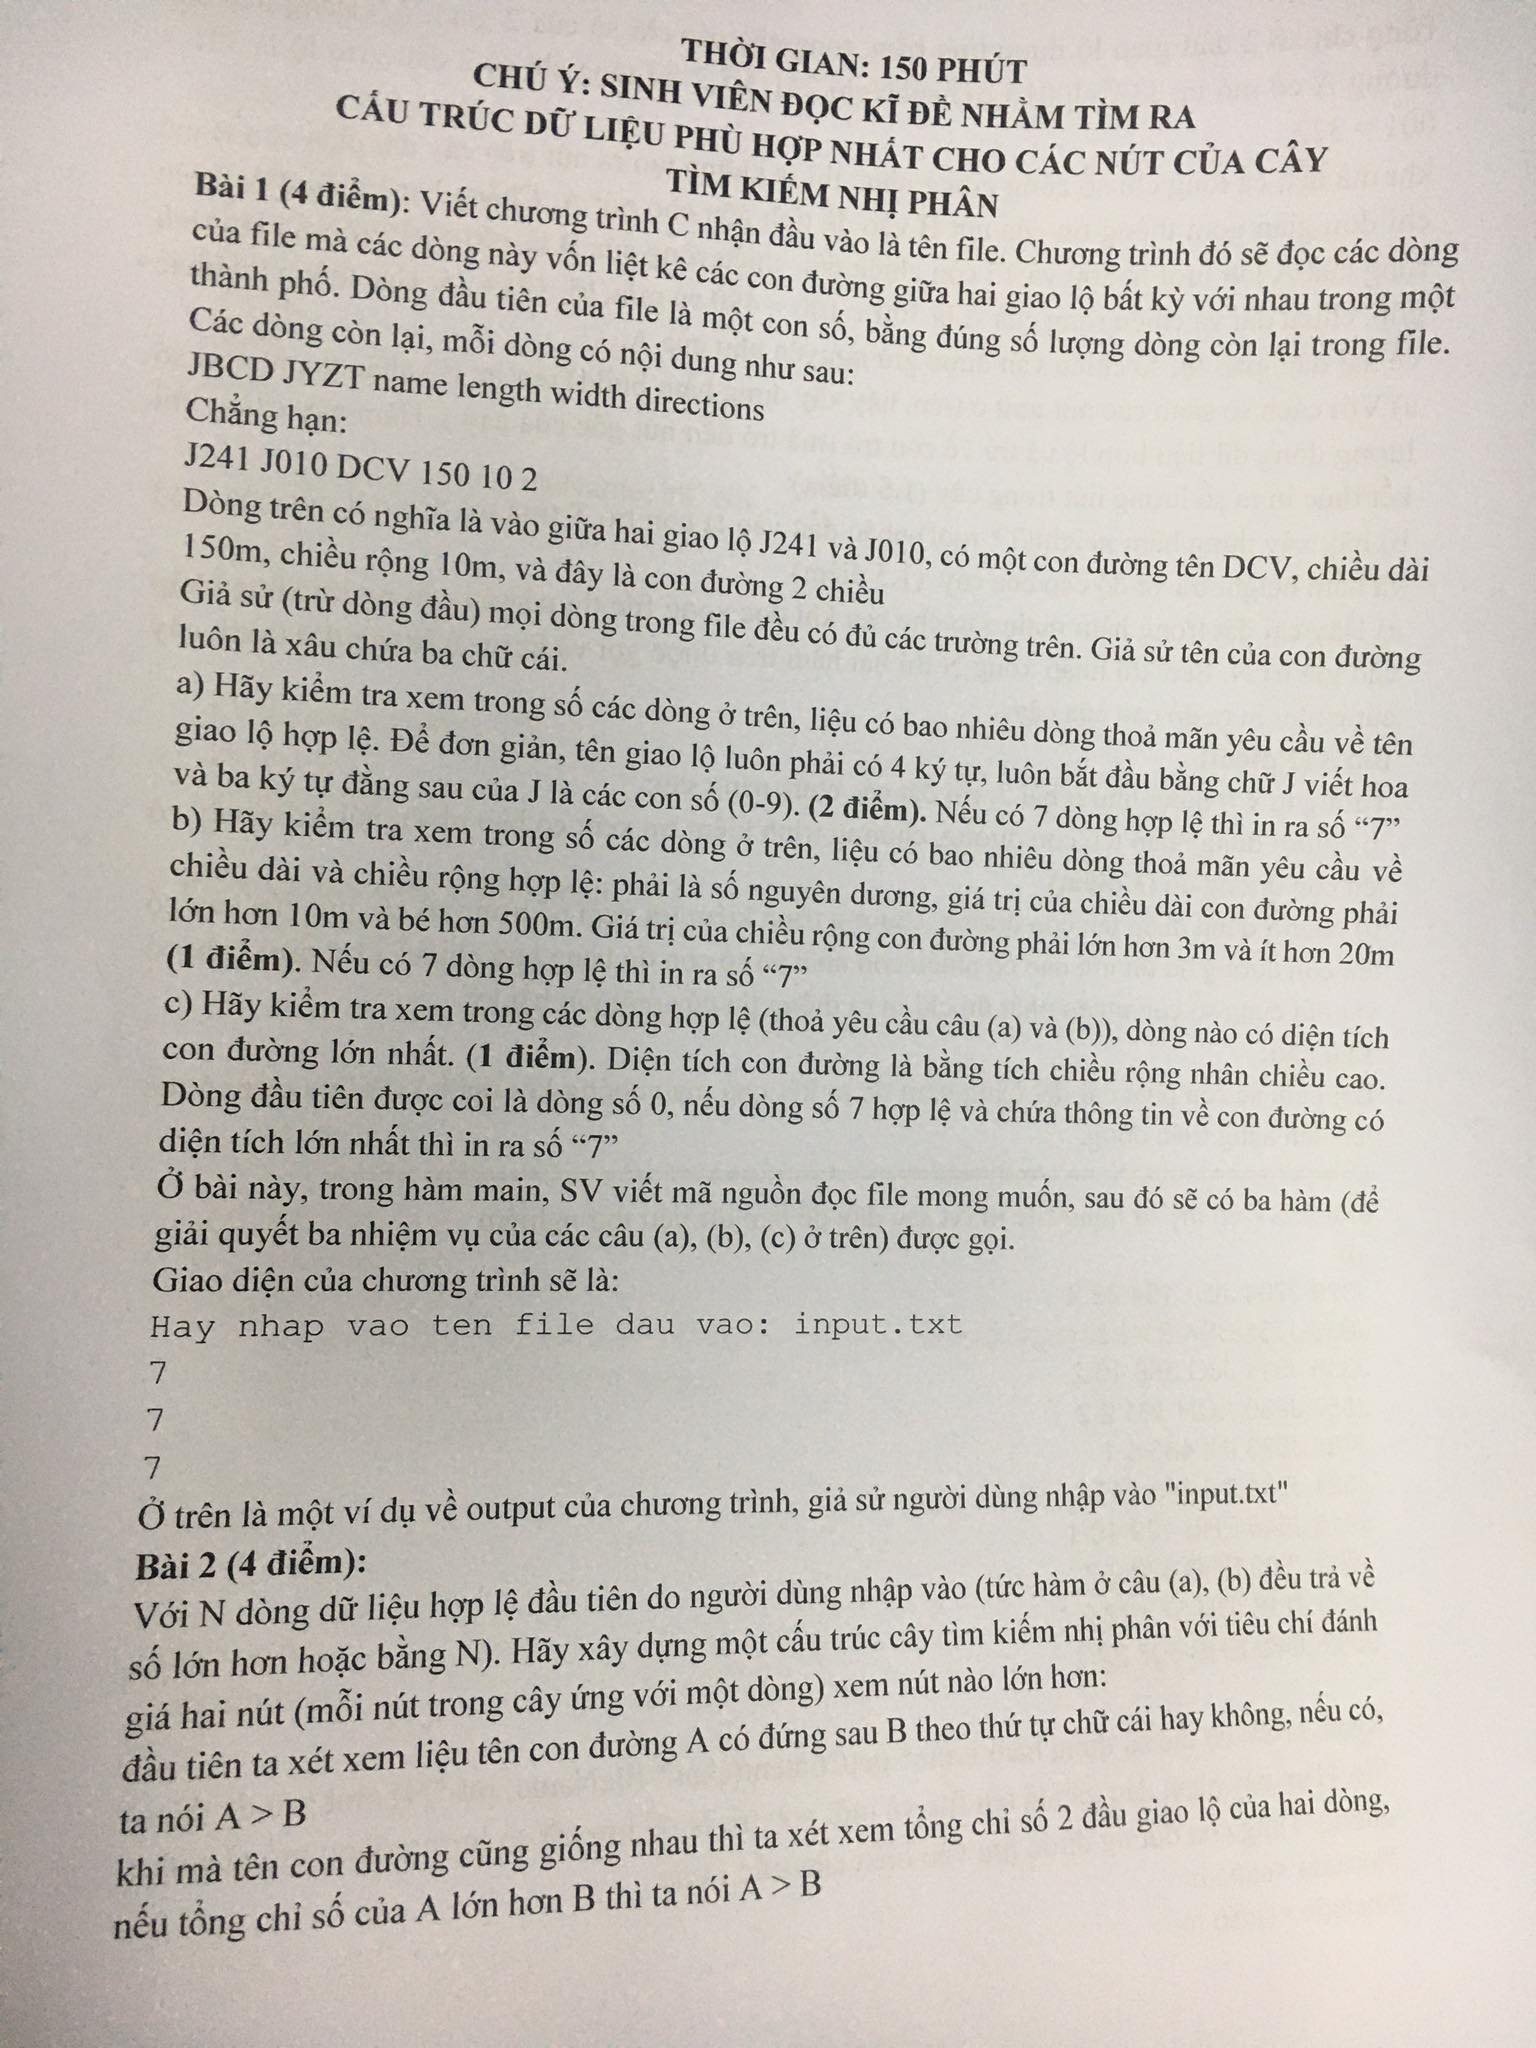 THỜI GIAN: 150 PHÚT
CHÚ Ý: SINH VIÊN ĐỌC KĨ ĐỀ NHẰM TÌM RA
CẤU TRÚC DỮ LIỆU PHÙ HỢP NHẤT CHO CÁC NÚT CỦA CÂY
TÌM KIẾM NHỊ PHÂN
Bài 1 (4 điểm): Viết chương trình C nhận đầu vào là tên file. Chương trình đó sẽ đọc các dòng
của file mà các dòng này vốn liệt kê các con đường giữa hai giao lộ bất kỳ với nhau trong một
thành phố. Dòng đầu tiên của file là một con số, bằng đúng số lượng dòng còn lại trong file.
Các dòng còn lại, mỗi dòng có nội dung như sau:
JBCD JYZT name length width directions
Chẳng hạn:
J241 J010 DCV 150 10 2
Dòng trên có nghĩa là vào giữa hai giao lộ J241 và J010, có một con đường tên DCV, chiều dài
150m, chiều rộng 10m, và đây là con đường 2 chiều
Giả sử (trừ dòng đầu) mọi dòng trong file đều có đủ các trường trên. Giả sử tên của con đường
luôn là xâu chứa ba chữ cái.
a) Hãy kiểm tra xem trong số các dòng ở trên, liệu có bao nhiêu dòng thoả mãn yêu cầu về tên
giao lộ hợp lệ. Để đơn giản, tên giao lộ luôn phải có 4 ký tự, luôn bắt đầu bằng chữ J viết hoa
và ba ký tự đằng sau của J là các con số (0-9). (2 điểm). Nếu có 7 dòng hợp lệ thì in ra số “7”
b) Hãy kiểm tra xem trong số các dòng ở trên, liệu có bao nhiêu dòng thoả mãn yêu cầu về
chiều dài và chiều rộng hợp lệ: phải là số nguyên dương, giá trị của chiều dài con đường phải
lớn hơn 10m và bé hơn 500m. Giá trị của chiều rộng con đường phải lớn hơn 3m và ít hơn 20m
(1 điểm). Nếu có 7 dòng hợp lệ thì in ra số “7”
c) Hãy kiểm tra xem trong các dòng hợp lệ (thoả yêu cầu câu (a) và (b)), dòng nào có diện tích
con đường lớn nhất. (1 điểm). Diện tích con đường là bằng tích chiều rộng nhân chiều cao.
Dòng đầu tiên được coi là dòng số 0, nếu dòng số 7 hợp lệ và chứa thông tin về con đường có
diện tích lớn nhất thì in ra số “7”
Ở bài này, trong hàm main, SV viết mã nguồn đọc file mong muốn, sau đó sẽ có ba hàm (để
giải quyết ba nhiệm vụ của các câu (a), (b), (c) ở trên) được gọi.
Giao diện của chương trình sẽ là:
Hay nhap vao ten file dau vao: input.txt
7
7
7
Ở trên là một ví dụ về output của chương trình, giả sử người dùng nhập vào "input.txt"
Bài 2 (4 điểm):
Với N dòng dữ liệu hợp lệ đầu tiên do người dùng nhập vào (tức hàm ở câu (a), (b) đều trả về
số lớn hơn hoặc bằng N). Hãy xây dựng một cấu trúc cây tìm kiếm nhị phân với tiêu chí đánh
giá hai nút (mỗi nút trong cây ứng với một dòng) xem nút nào lớn hơn:
đầu tiên ta xét xem liệu tên con đường A có đứng sau B theo thứ tự chữ cái hay không, nếu có,
ta nói A > B
khi mà tên con đường cũng giống nhau thì ta xét xem tổng chỉ số 2 đầu giao lộ của hai dòng,
nếu tổng chỉ số của A lớn hơn B thì ta nói A > B